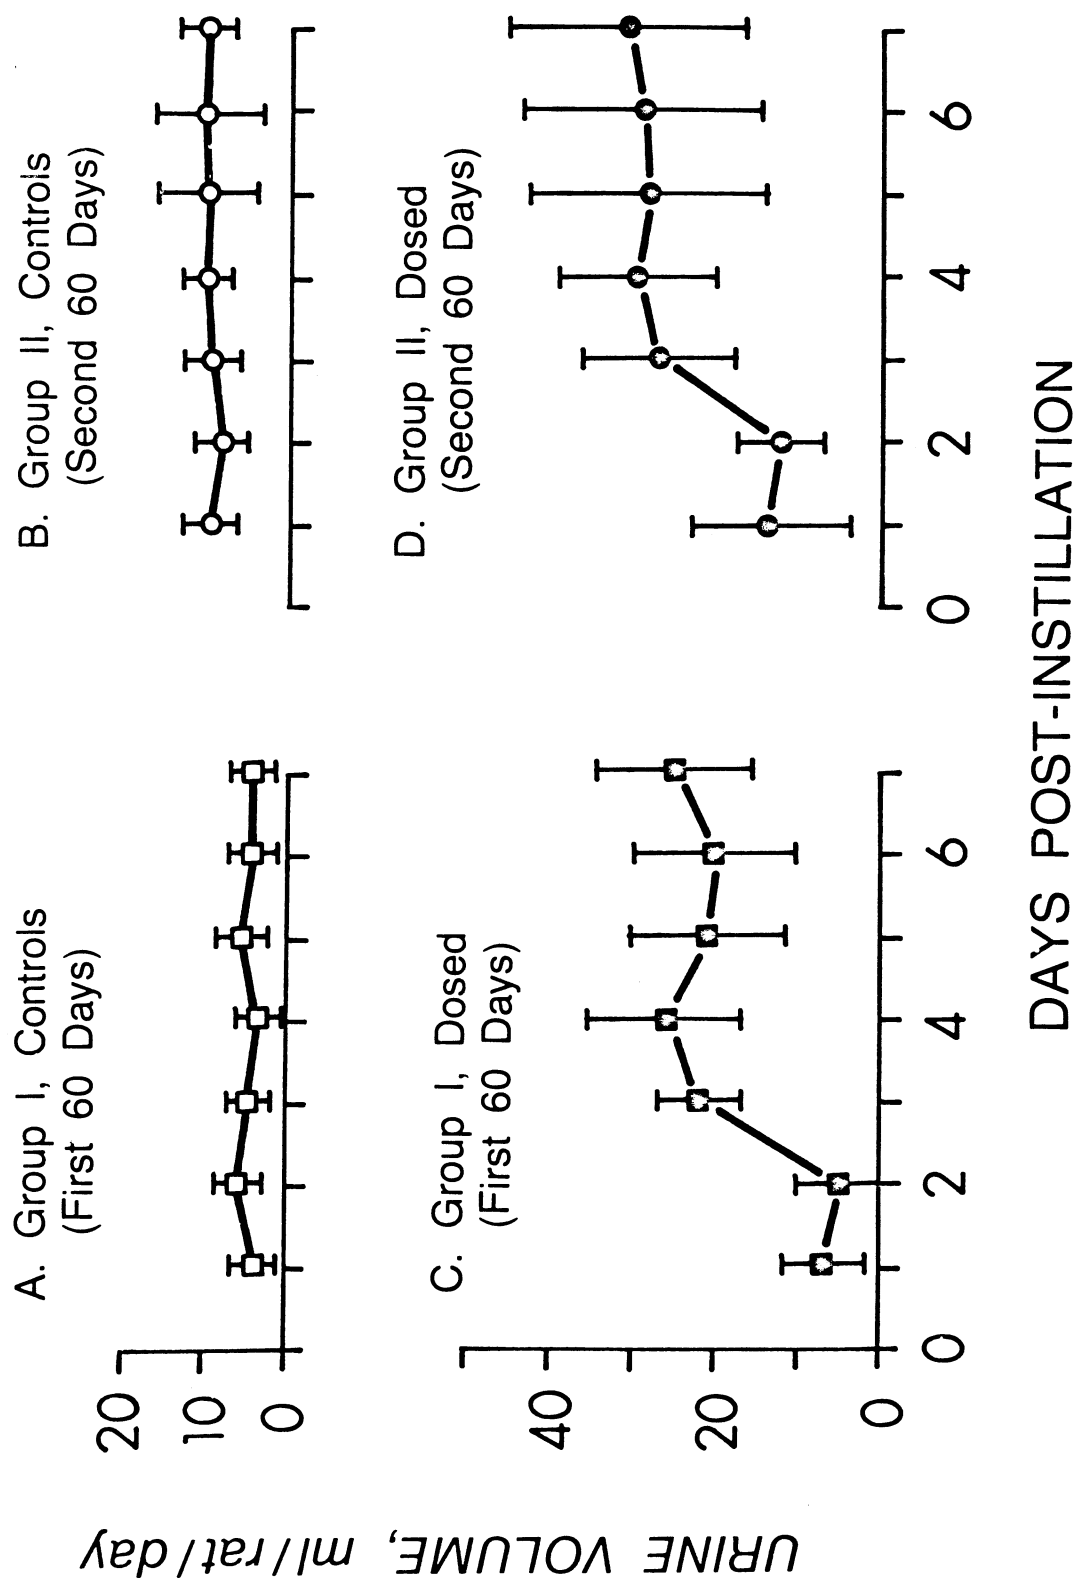 A. Group I, Controls
(First 60 Days)
B. Group II, Controls
(Second 60 Days)
20
10
0
C. Group I, Dosed
(First 60 Days)
D. Group II, Dosed
(Second 60 Days)
40
20
0
0 2 4 6
0 2 4 6
DAYS POST-INSTILLATION
URINE VOLUME, ml/rat/day